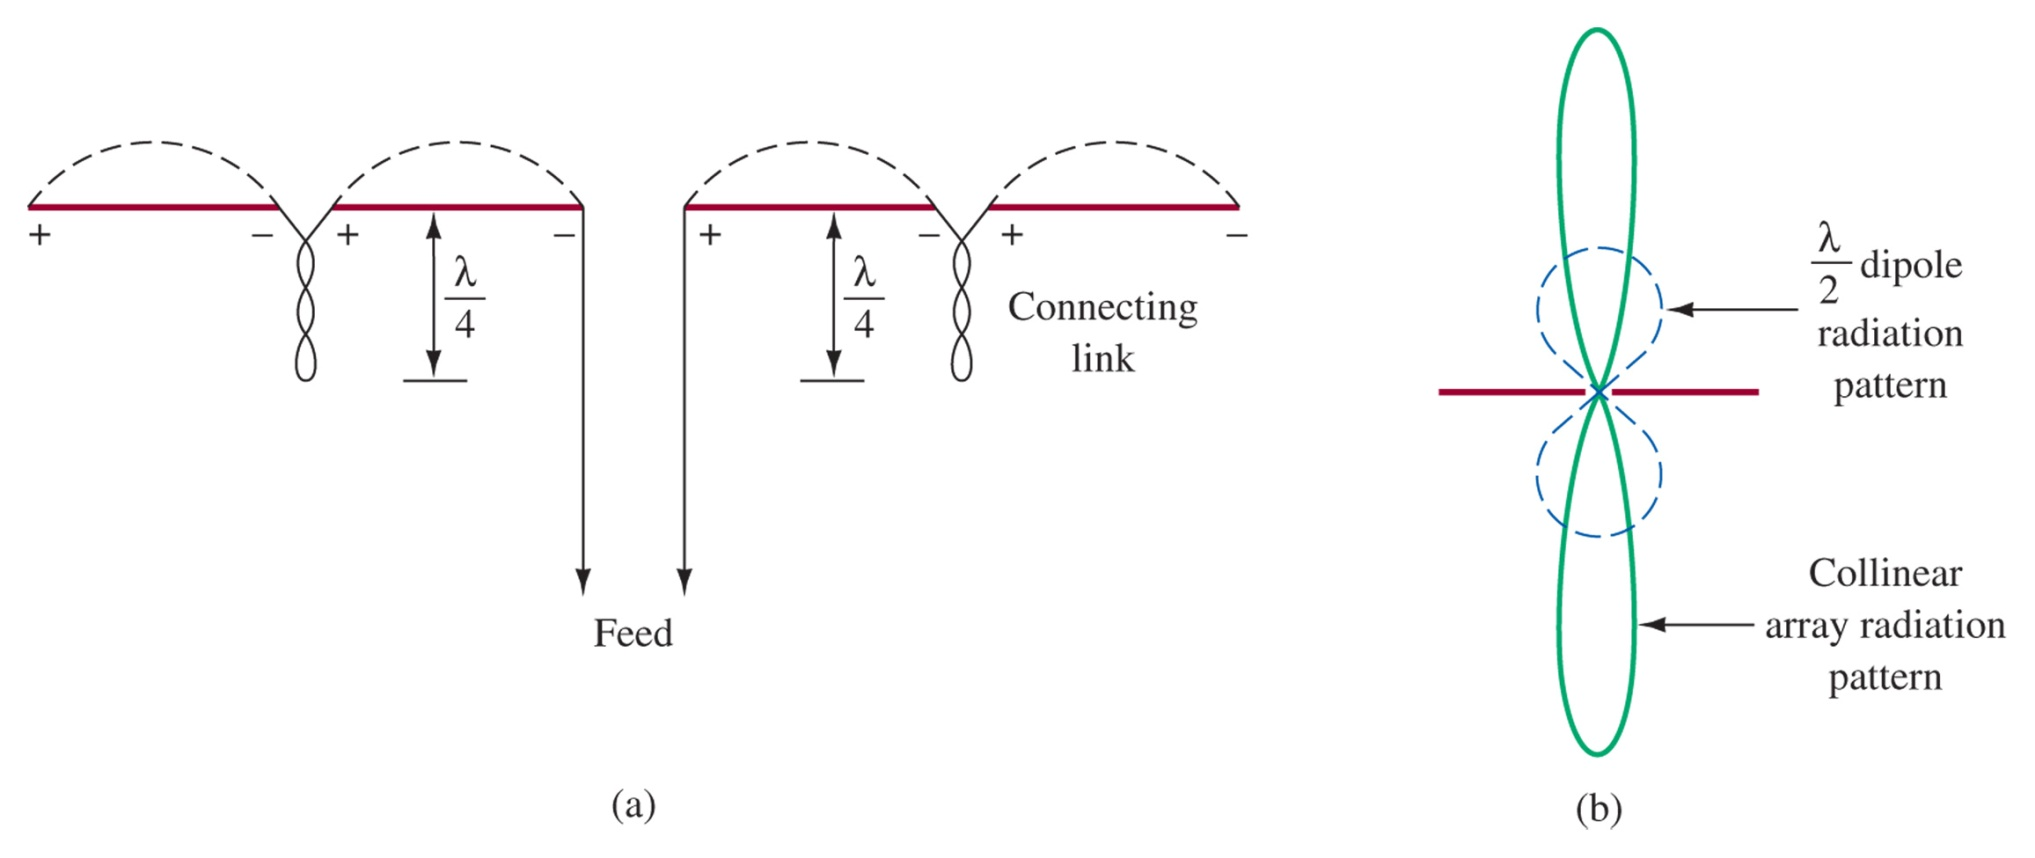 + − + − + − + −
λ/4
λ/4
Connecting
link
Feed
(a)
λ/2 dipole
radiation
pattern
Collinear
array radiation
pattern
(b)